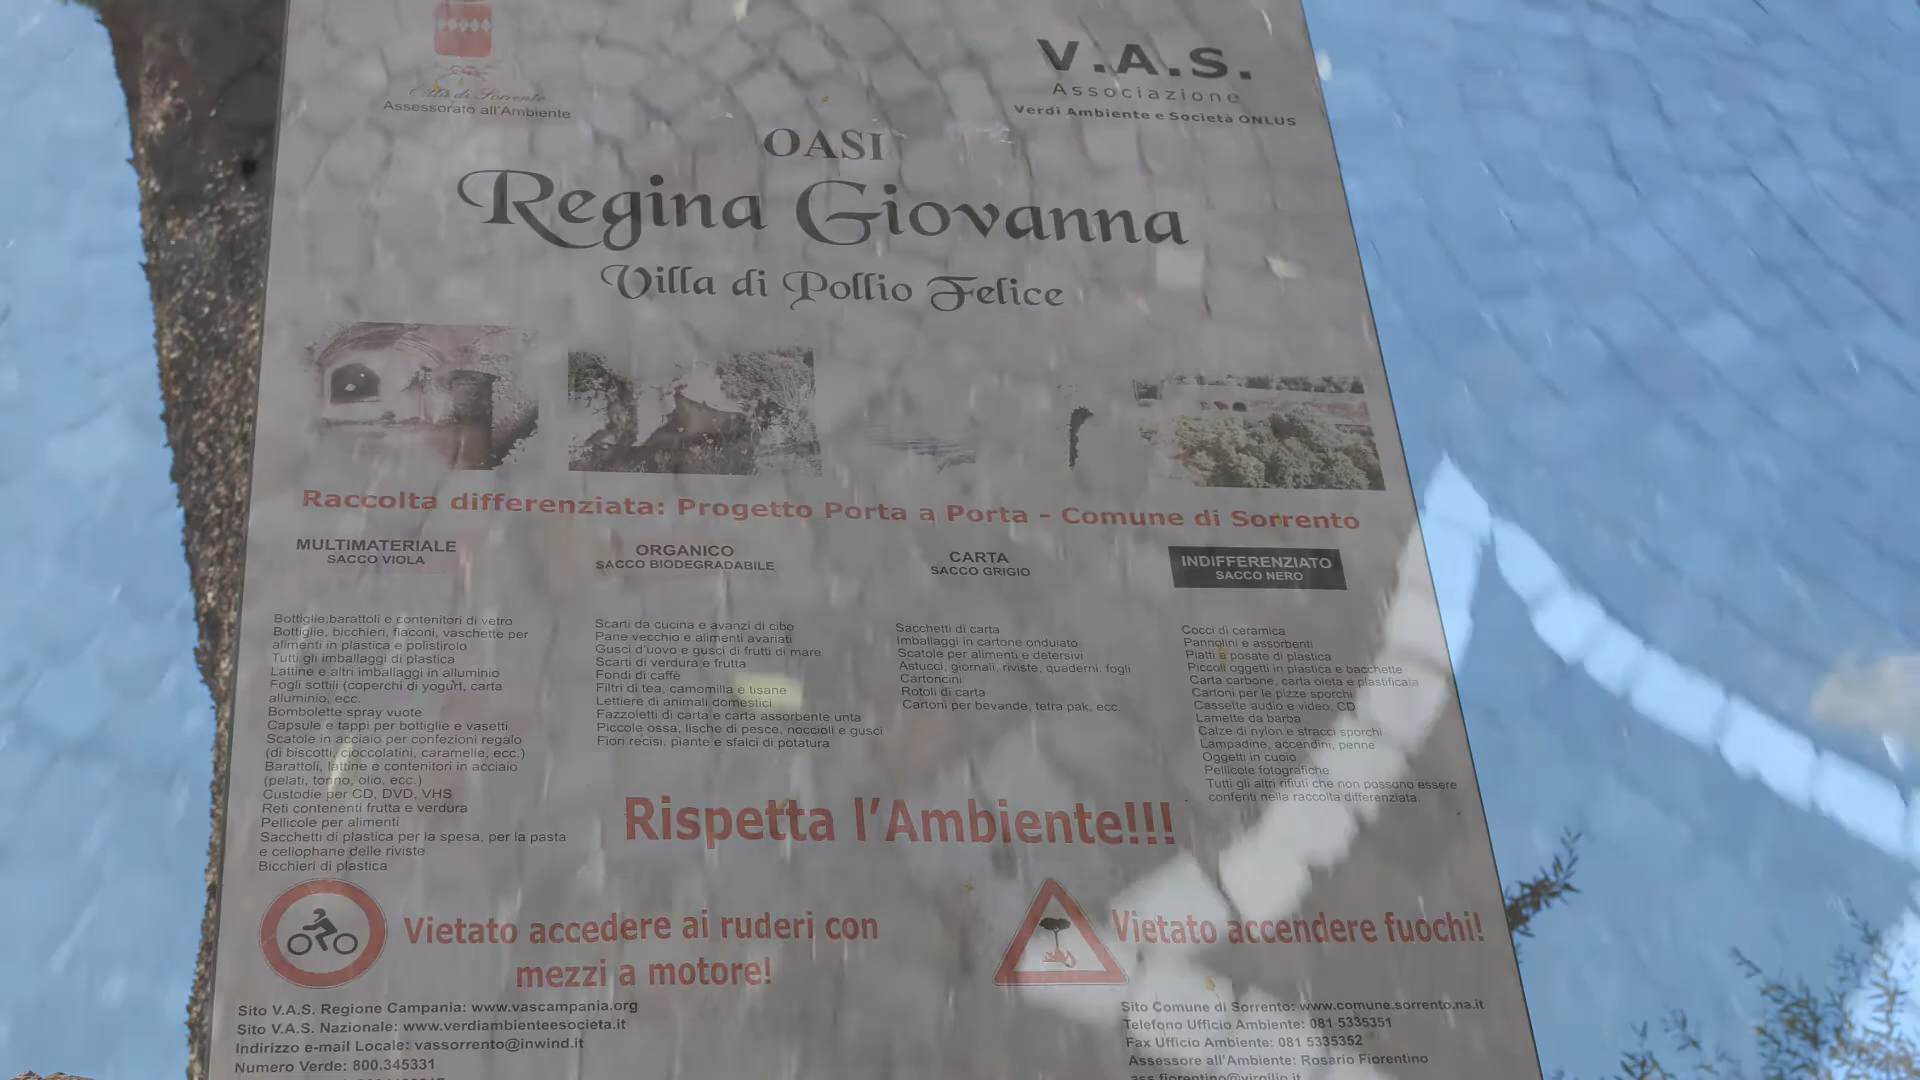 Città di Sorrento
Assessorato all'Ambiente
V.A.S.
Associazione
Verdi Ambiente e Società ONLUS
OASI
Regina Giovanna
Villa di Pollio Felice
Raccolta differenziata: Progetto Porta a Porta - Comune di Sorrento
MULTIMATERIALE
SACCO VIOLA
Bottiglie,barattoli e contenitori di vetro
Bottiglie, bicchieri, flaconi, vaschette per
alimenti in plastica e polistirolo
Tutti gli imballaggi di plastica
Lattine e altri imballaggi in alluminio
Fogli sottili (coperchi di yogurt, carta
alluminio, ecc.
Bombolette spray vuote
Capsule e tappi per bottiglie e vasetti
Scatole in acciaio per confezioni regalo
(di biscotti, cioccolatini, caramelle, ecc.)
Barattoli, lattine e contenitori in acciaio
(pelati, tonno, olio, ecc.)
Custodie per CD, DVD, VHS
Reti contenenti frutta e verdura
Pellicole per alimenti
Sacchetti di plastica per la spesa, per la pasta
e cellophane delle riviste
Bicchieri di plastica
ORGANICO
SACCO BIODEGRADABILE
Scarti da cucina e avanzi di cibo
Pane vecchio e alimenti avariati
Gusci d'uovo e gusci di frutti di mare
Scarti di verdura e frutta
Fondi di caffè
Filtri di tea, camomilla e tisane
Lettiere di animali domestici
Fazzoletti di carta e carta assorbente unta
Piccole ossa, lische di pesce, noccioli e gusci
Fiori recisi, piante e sfalci di potatura
CARTA
SACCO GRIGIO
Sacchetti di carta
Imballaggi in cartone ondulato
Scatole per alimenti e detersivi
Astucci, giornali, riviste, quaderni, fogli
Cartoncini
Rotoli di carta
Cartoni per bevande, tetra pak, ecc.
INDIFFERENZIATO
SACCO NERO
Cocci di ceramica
Pannolini e assorbenti
Piatti e posate di plastica
Piccoli oggetti in plastica e bacchette
Carta carbone, carta oleta e plastificata
Cartoni per le pizze sporchi
Cassette audio e video, CD
Lamette da barba
Calze di nylon e stracci sporchi
Lampadine, accendini, penne
Oggetti in cuoio
Pellicole fotografiche
Tutti gli altri rifiuti che non possono essere
confenti nella raccolta differenziata.
Rispetta l'Ambiente!!!
Vietato accedere ai ruderi con
mezzi a motore!
Vietato accendere fuochi!
Sito V.A.S. Regione Campania: www.vascampania.org
Sito V.A.S. Nazionale: www.verdiambienteesocieta.it
Indirizzo e-mail Locale: vassorrento@inwind.it
Numero Verde: 800.345331
Sito Comune di Sorrento: www.comune.sorrento.na.it
Telefono Ufficio Ambiente: 081 5335351
Fax Ufficio Ambiente: 081 5335352
Assessore all'Ambiente: Rosario Fiorentino
ass.fiorentino@virgilio.it